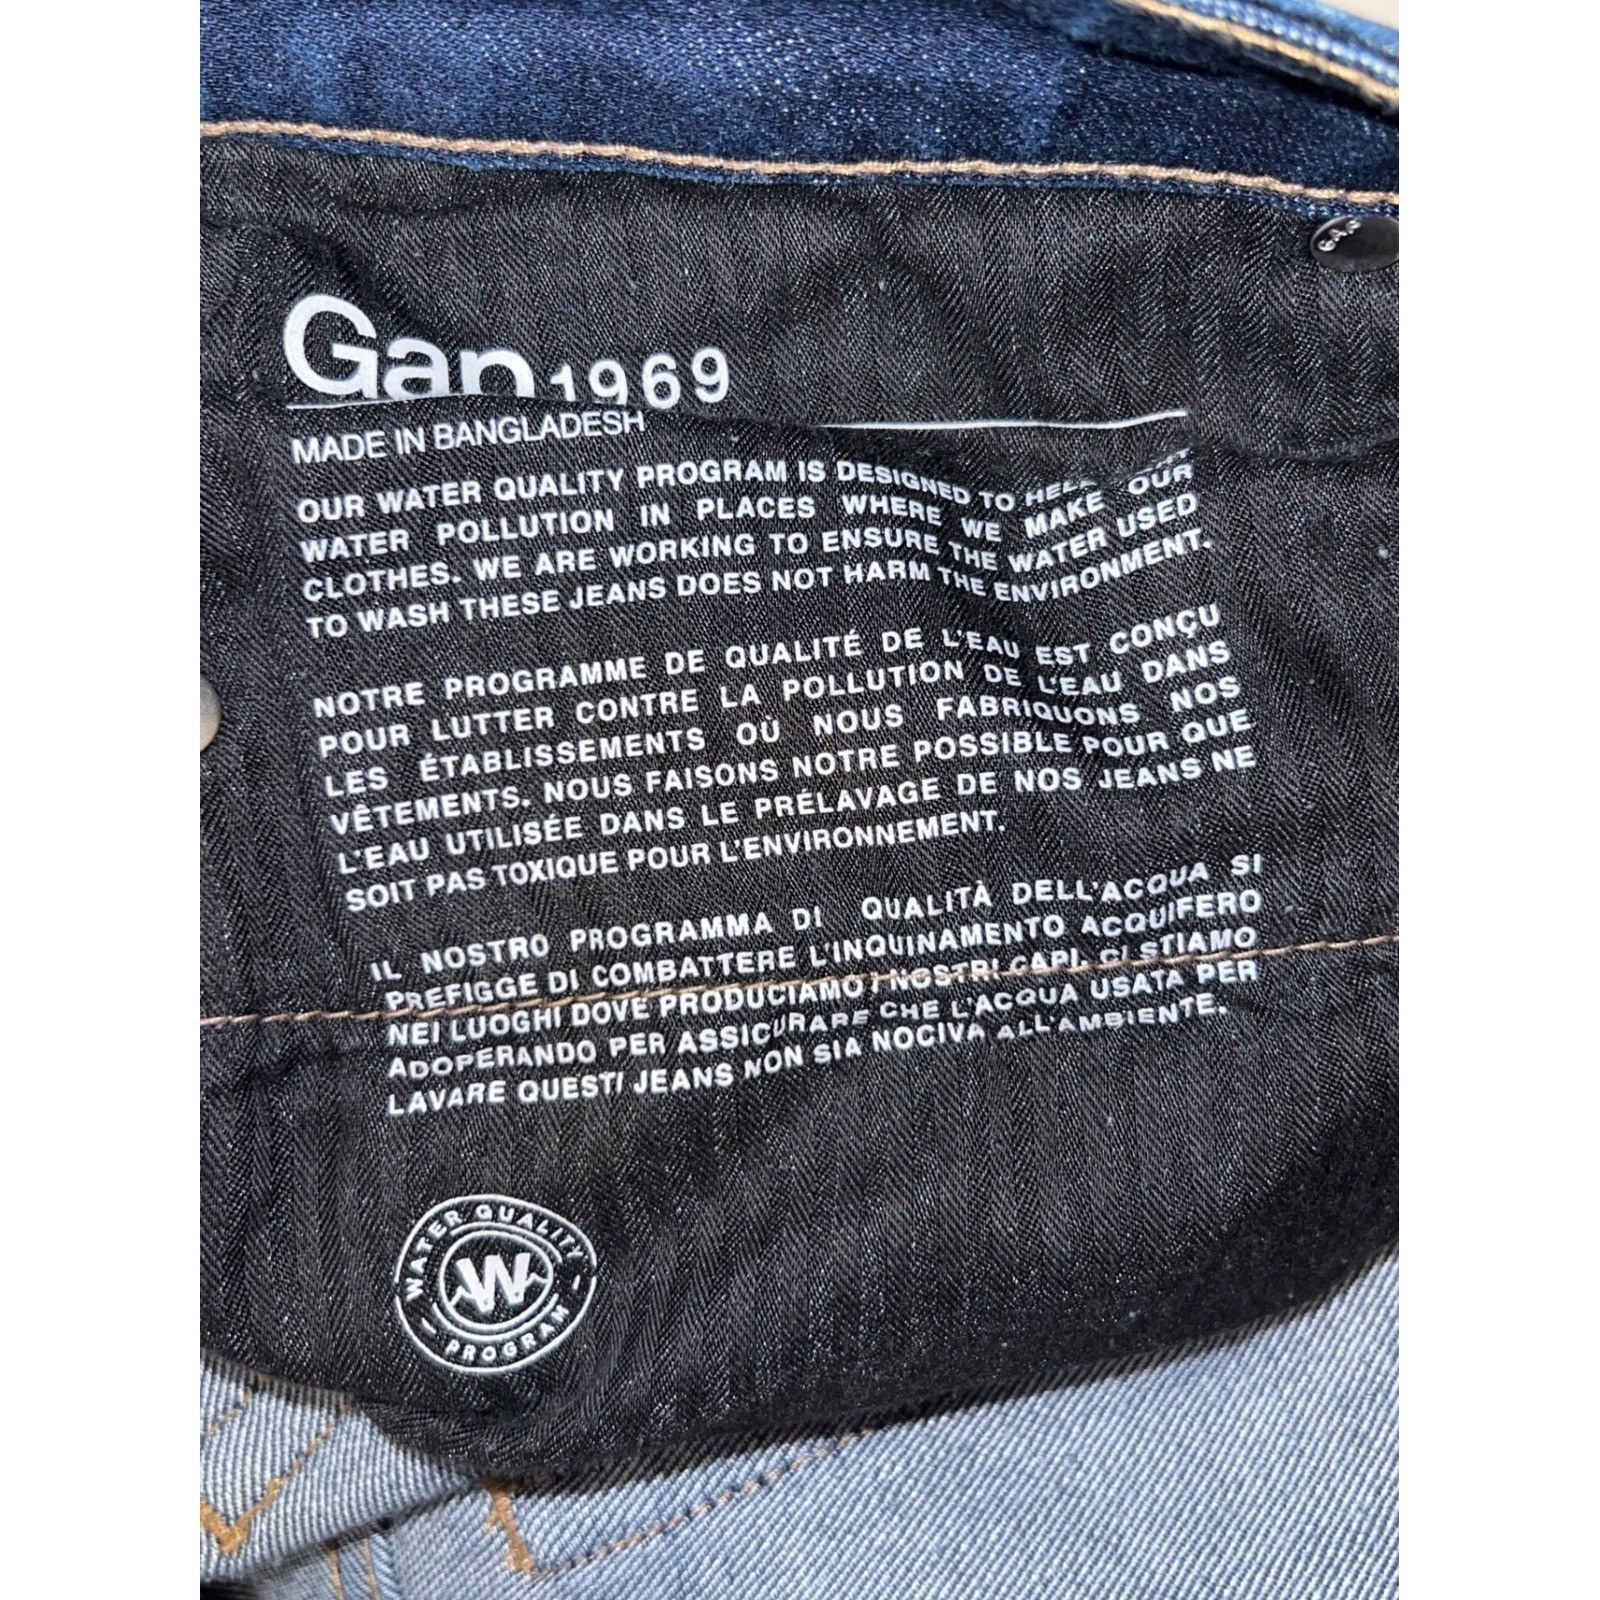 Gap 1969
MADE IN BANGLADESH
OUR WATER QUALITY PROGRAM IS DESIGNED TO HELP
WATER POLLUTION IN PLACES WHERE WE MAKE OUR
CLOTHES. WE ARE WORKING TO ENSURE THE WATER USED
TO WASH THESE JEANS DOES NOT HARM THE ENVIRONMENT.
NOTRE PROGRAMME DE QUALITÉ DE L'EAU EST CONÇU
POUR LUTTER CONTRE LA POLLUTION DE L'EAU DANS
LES ÉTABLISSEMENTS OÙ NOUS FABRIQUONS NOS
VÊTEMENTS. NOUS FAISONS NOTRE POSSIBLE POUR QUE
L'EAU UTILISÉE DANS LE PRÉLAVAGE DE NOS JEANS NE
SOIT PAS TOXIQUE POUR L'ENVIRONNEMENT.
IL NOSTRO PROGRAMMA DI QUALITÀ DELL'ACQUA SI
PREFIGGE DI COMBATTERE L'INQUINAMENTO ACQUIFERO
NEI LUOGHI DOVE PRODUCIAMO I NOSTRI CAPI. CI STIAMO
ADOPERANDO PER ASSICURARE CHE L'ACQUA USATA PER
LAVARE QUESTI JEANS NON SIA NOCIVA ALL'AMBIENTE.
WATER QUALITY
W
- PROGRAM -
GAP